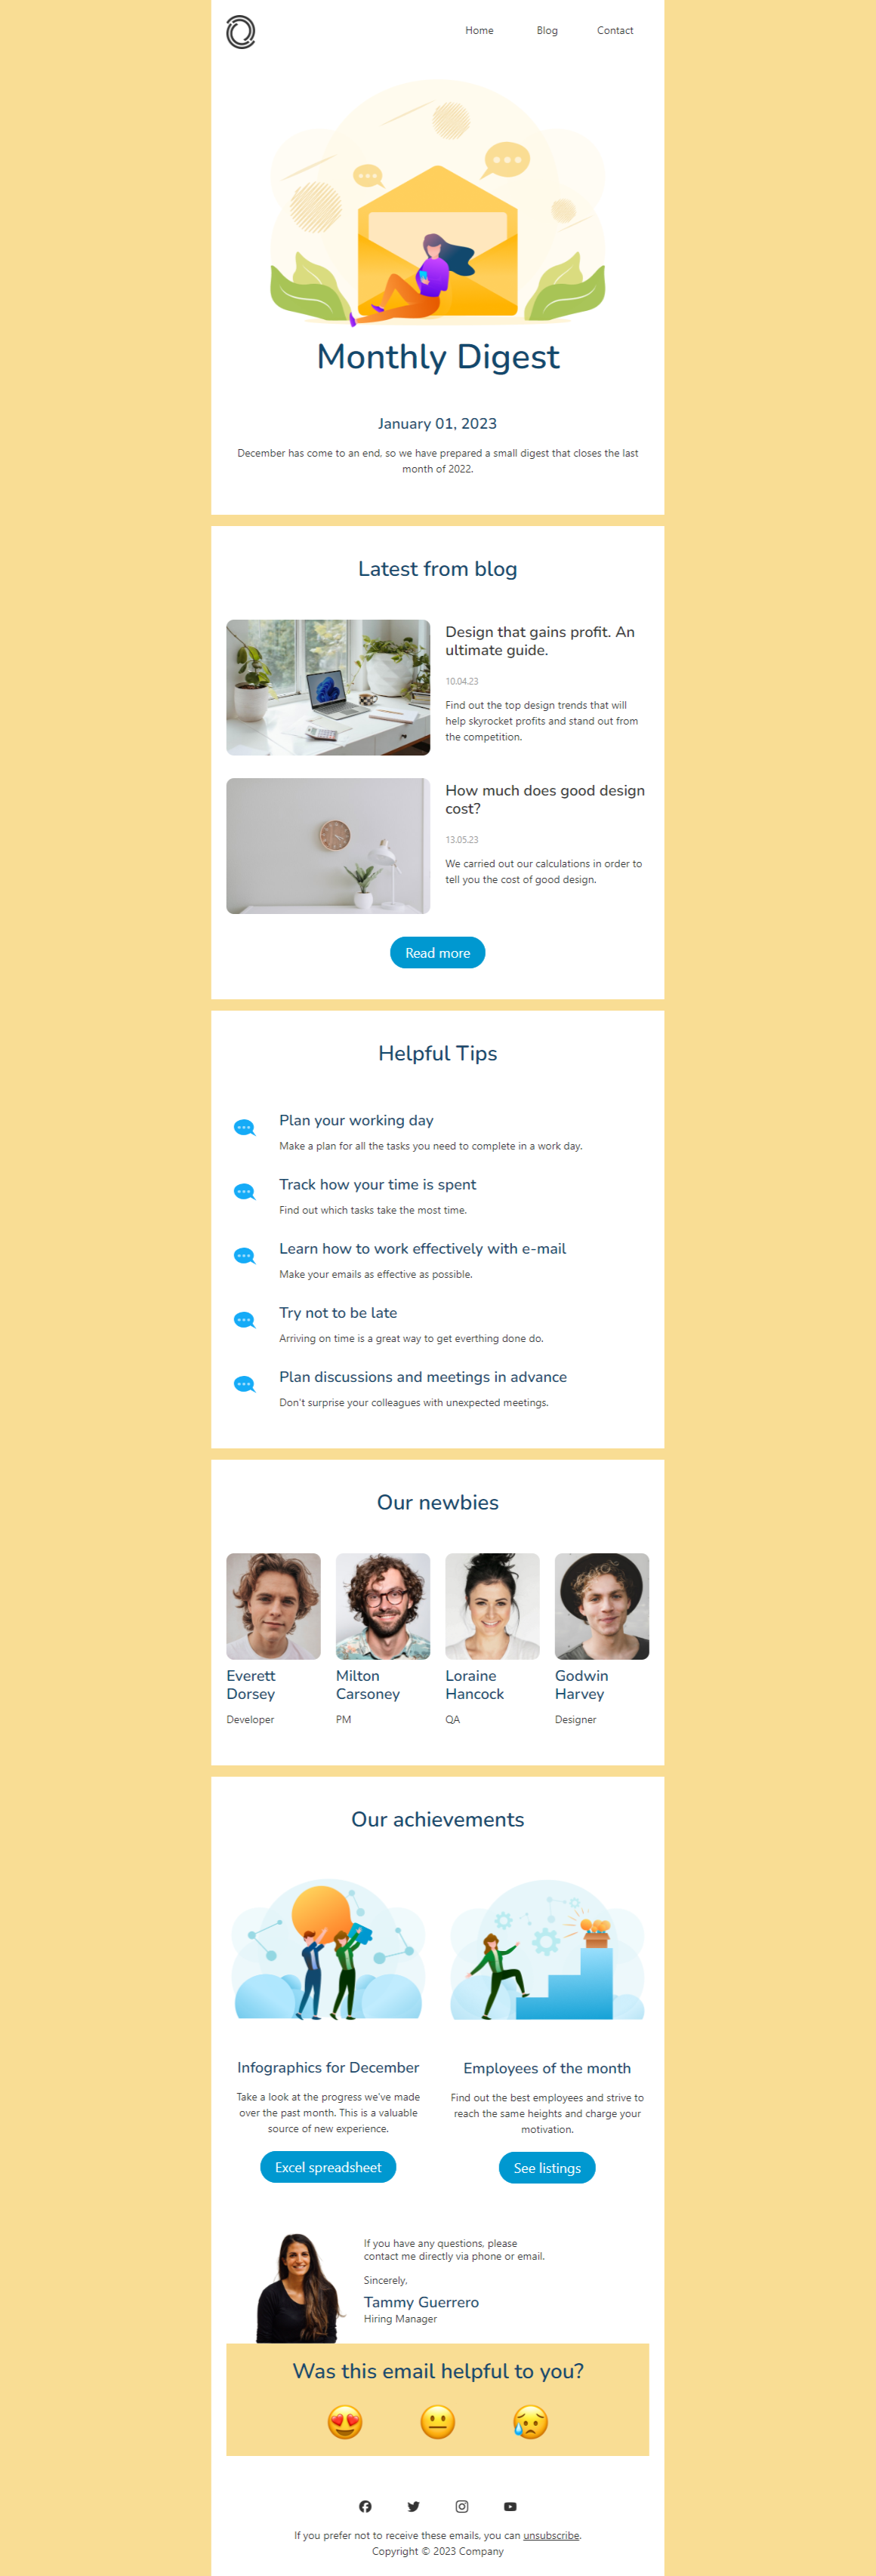 Home Blog Contact
Monthly Digest
January 01, 2023
December has come to an end, so we have prepared a small digest that closes the last
month of 2022.
Latest from blog
Design that gains profit. An
ultimate guide.
10.04.23
Find out the top design trends that will
help skyrocket profits and stand out from
the competition.
How much does good design
cost?
13.05.23
We carried out our calculations in order to
tell you the cost of good design.
Read more
Helpful Tips
Plan your working day
Make a plan for all the tasks you need to complete in a work day.
Track how your time is spent
Find out which tasks take the most time.
Learn how to work effectively with e-mail
Make your emails as effective as possible.
Try not to be late
Arriving on time is a great way to get everthing done do.
Plan discussions and meetings in advance
Don't surprise your colleagues with unexpected meetings.
Our newbies
Everett
Dorsey
Developer
Milton
Carsoney
PM
Loraine
Hancock
QA
Godwin
Harvey
Designer
Our achievements
Infographics for December
Take a look at the progress we've made
over the past month. This is a valuable
source of new experience.
Excel spreadsheet
Employees of the month
Find out the best employees and strive to
reach the same heights and charge your
motivation.
See listings
If you have any questions, please
contact me directly via phone or email.
Sincerely,
Tammy Guerrero
Hiring Manager
Was this email helpful to you?
If you prefer not to receive these emails, you can unsubscribe.
Copyright © 2023 Company